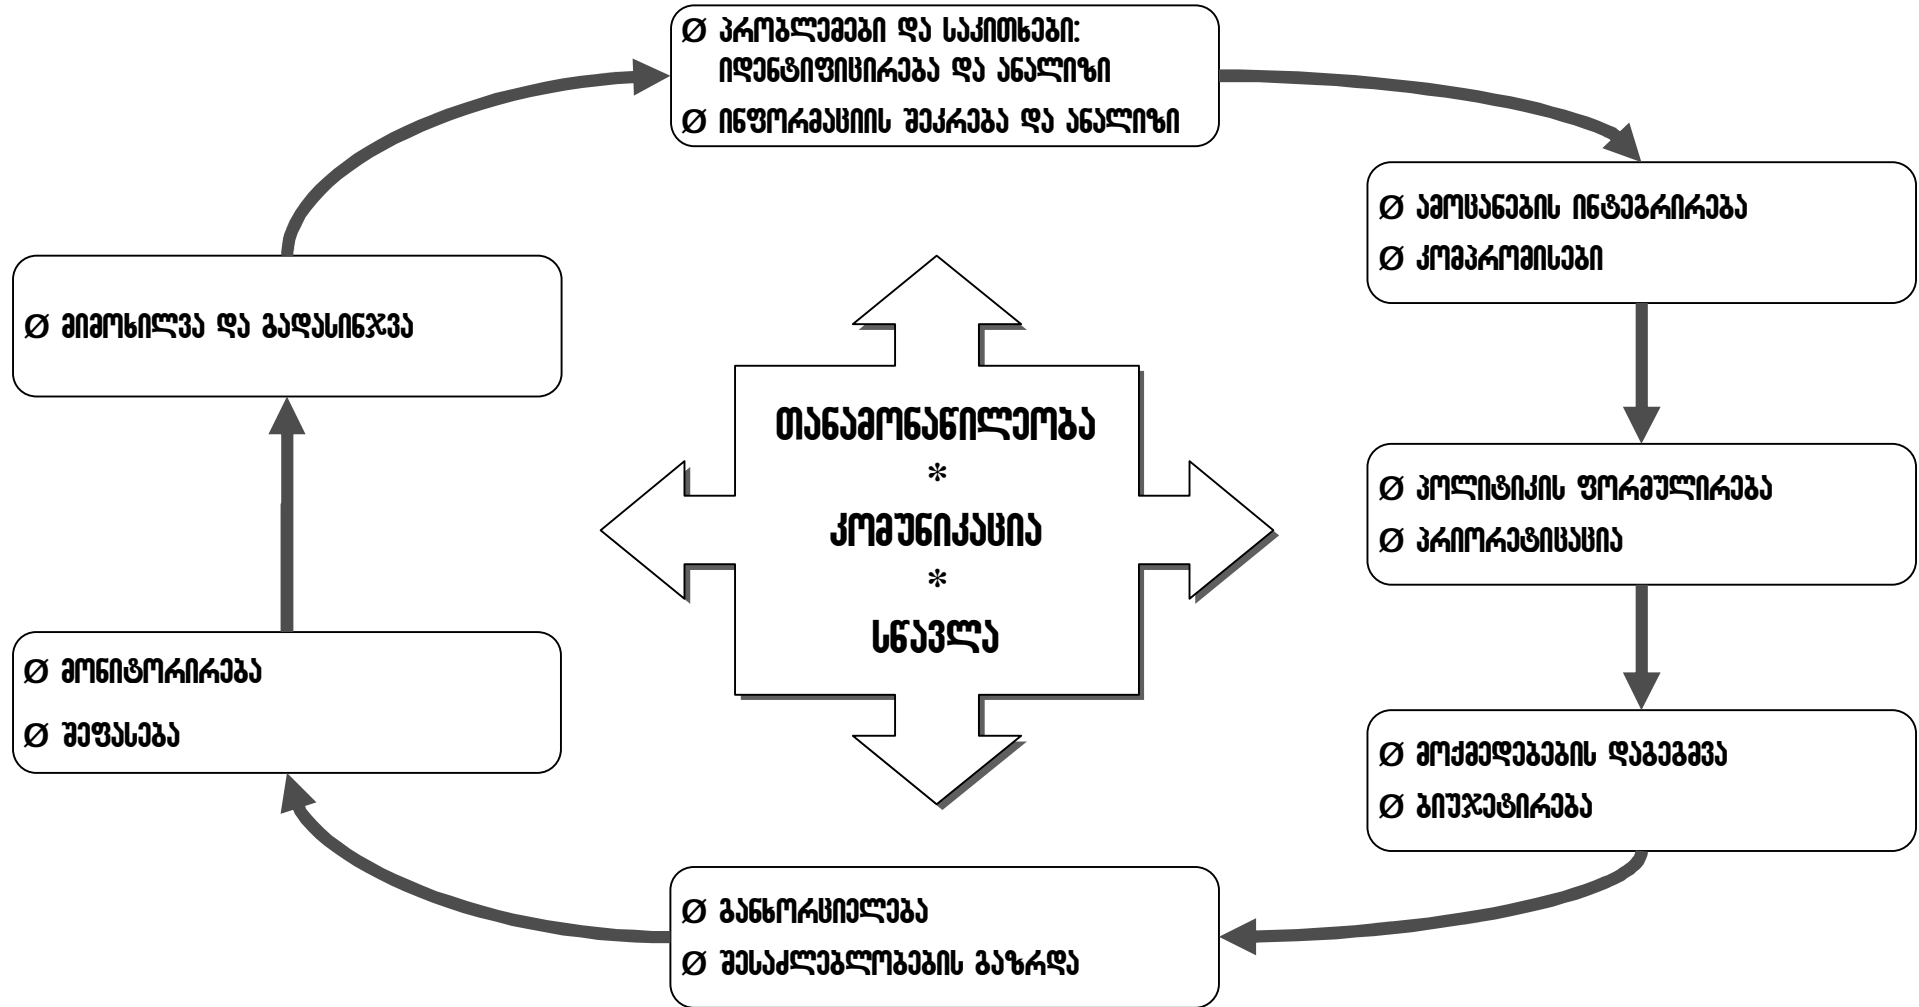 Ø პრობლემები და საკითხები:
იდენტიფიცირება და ანალიზი
Ø ინფორმაციის შეკრება და ანალიზი
Ø ამოცანების ინტეგრირება
Ø კომპრომისები
Ø პოლიტიკის ფორმულირება
Ø პრიორეტიცაცია
Ø მოქმედებების დაგეგმვა
Ø ბიუჯეტირება
Ø განხორციელება
Ø შესაძლებლობების გაზრდა
Ø მონიტორირება
Ø შეფასება
Ø მიმოხილვა და გადასინჯვა
თანამონაწილეობა
*
კომუნიკაცია
*
სწავლა